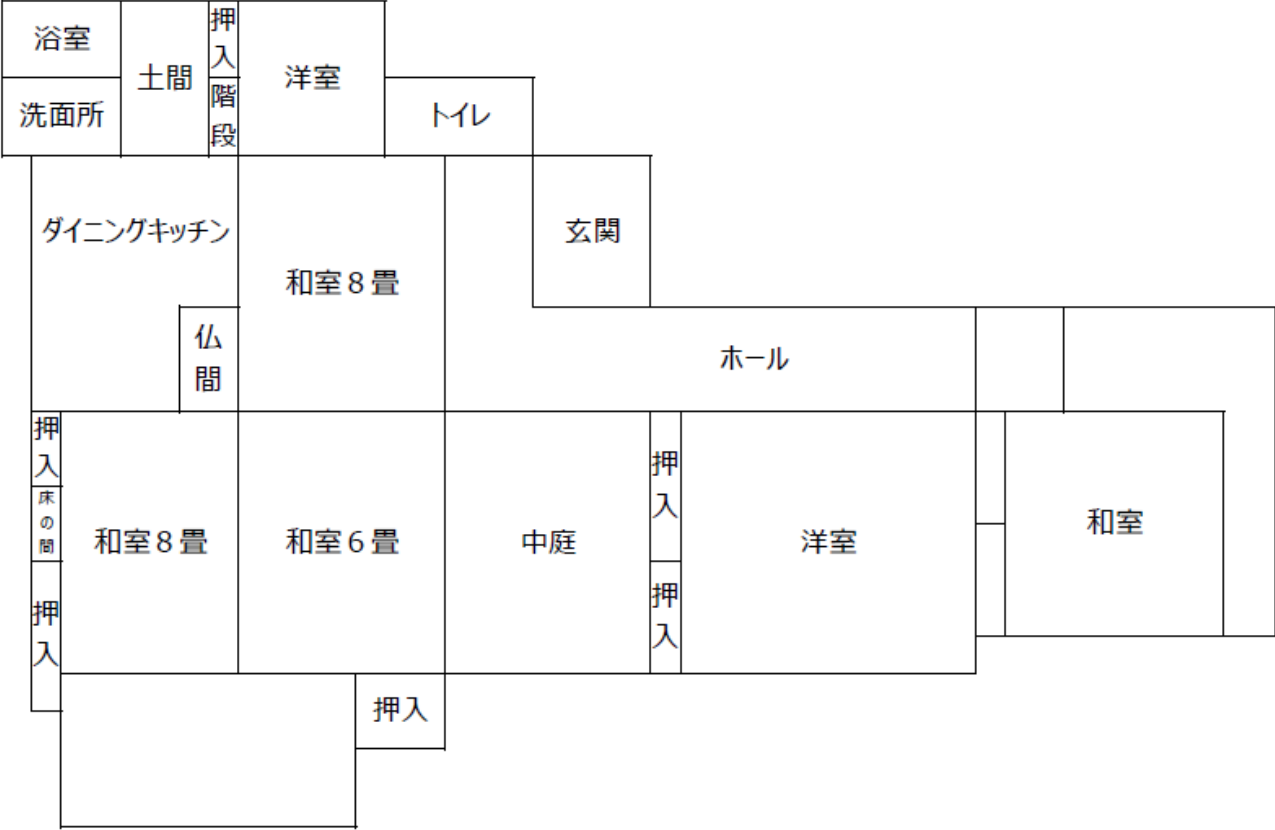 浴室
洗面所
土間
押
入
階
段
洋室
トイレ
ダイニングキッチン
和室８畳
玄関
仏
間
ホール
押
入
床
の
間
押
入
和室８畳
和室６畳
中庭
押
入
押
入
洋室
和室
押入